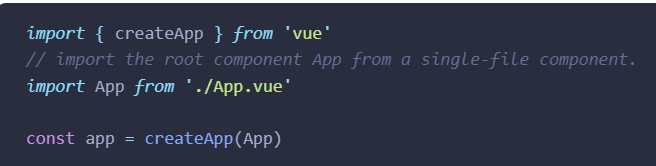 import { createApp } from 'vue'
// import the root component App from a single-file component.
import App from './App.vue'
const app = createApp(App)